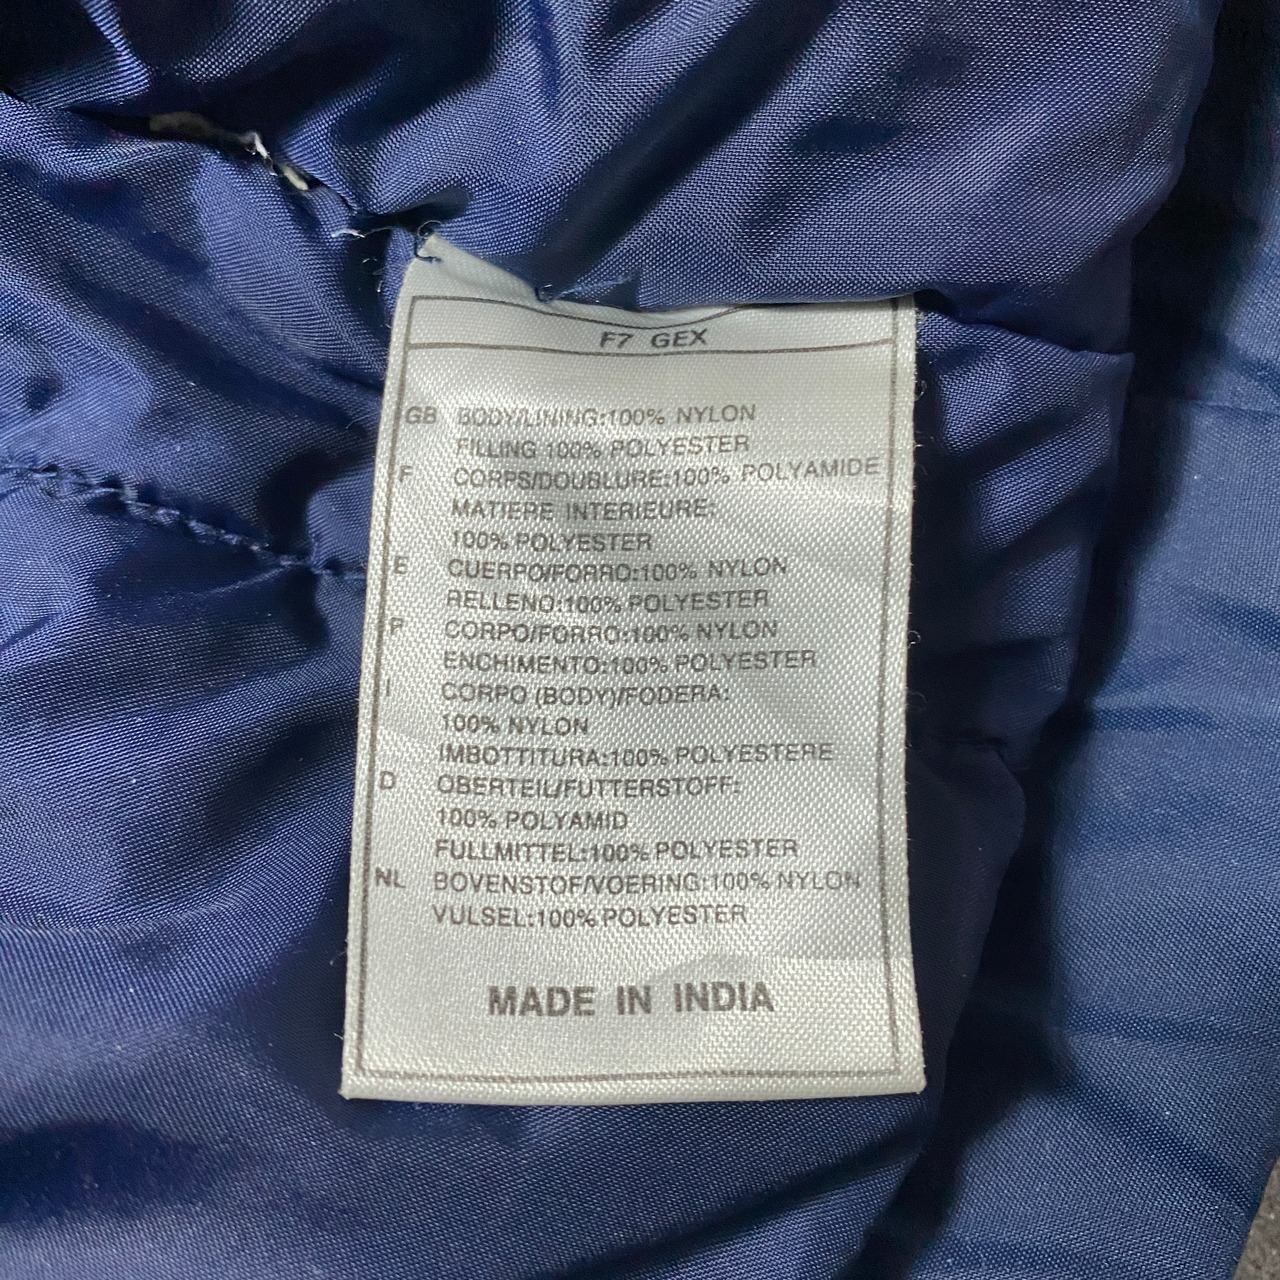 F7 GEX
GB BODY/LINING:100% NYLON
FILLING 100% POLYESTER
F CORPS/DOUBLURE:100% POLYAMIDE
MATIERE INTERIEURE:
100% POLYESTER
E CUERPO/FORRO:100% NYLON
RELLENO:100% POLYESTER
P CORPO/FORRO:100% NYLON
ENCHIMENTO:100% POLYESTER
I CORPO (BODY)/FODERA:
100% NYLON
IMBOTTITURA:100% POLYESTERE
D OBERTEIL/FUTTERSTOFF:
100% POLYAMID
FULLMITTEL:100% POLYESTER
NL BOVENSTOF/VOERING:100% NYLON
VULSEL:100% POLYESTER
MADE IN INDIA